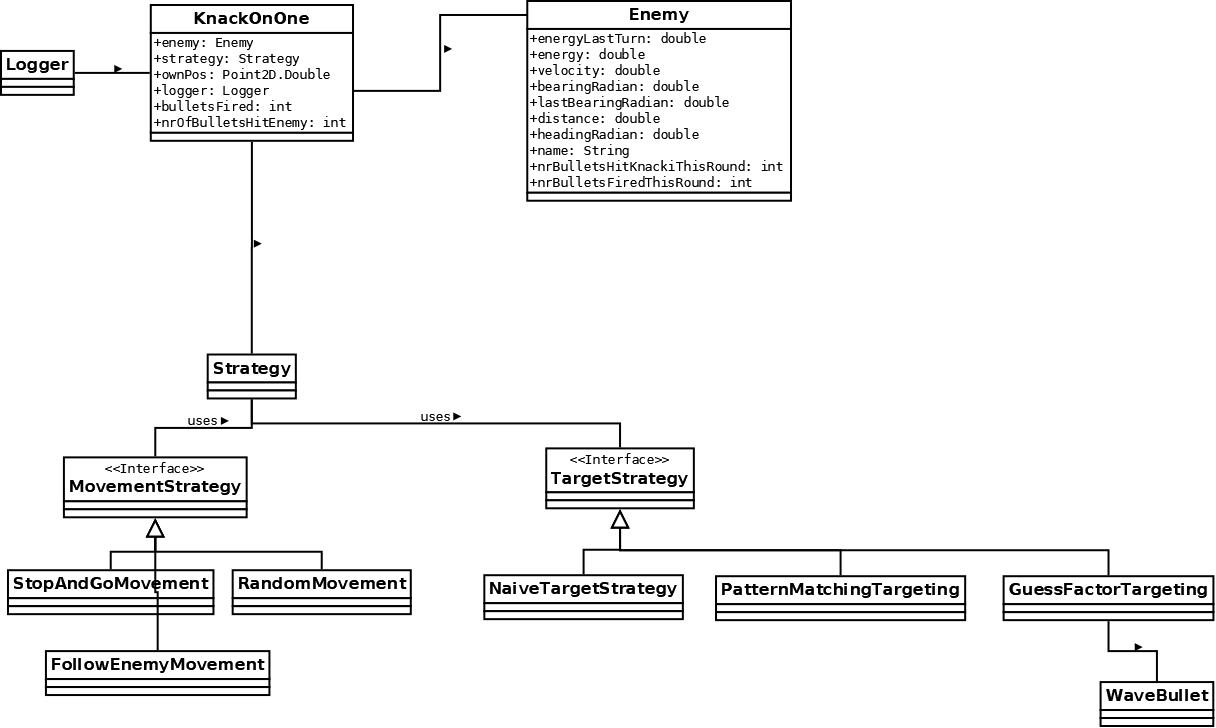 Logger
KnackOnOne
+enemy: Enemy
+strategy: Strategy
+ownPos: Point2D.Double
+logger: Logger
+bulletsFired: int
+nrOfBulletsHitEnemy: int
Enemy
+energyLastTurn: double
+energy: double
+velocity: double
+bearingRadian: double
+lastBearingRadian: double
+distance: double
+headingRadian: double
+name: String
+nrBulletsHitKnackiThisRound: int
+nrBulletsFiredThisRound: int
Strategy
uses
uses
<<Interface>>
MovementStrategy
<<Interface>>
TargetStrategy
StopAndGoMovement
RandomMovement
NaiveTargetStrategy
PatternMatchingTargeting
GuessFactorTargeting
FollowEnemyMovement
WaveBullet